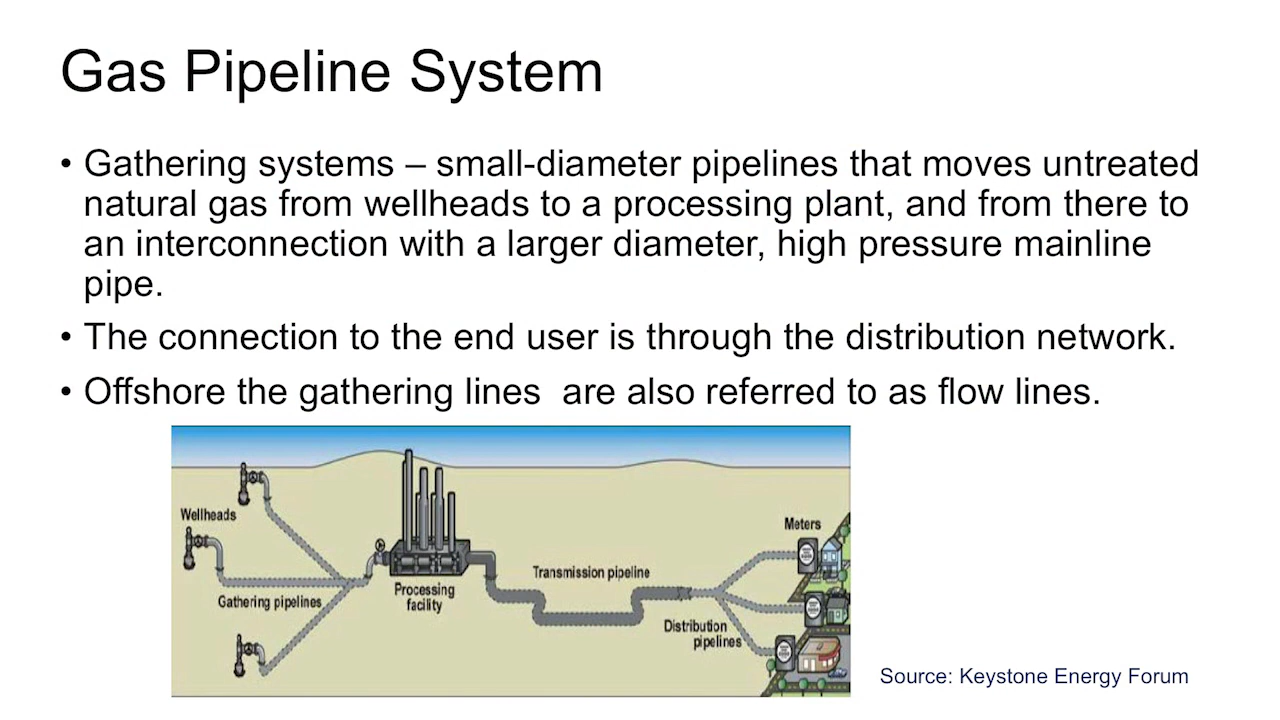 Gas Pipeline System
• Gathering systems – small-diameter pipelines that moves untreated
natural gas from wellheads to a processing plant, and from there to
an interconnection with a larger diameter, high pressure mainline
pipe.
• The connection to the end user is through the distribution network.
• Offshore the gathering lines  are also referred to as flow lines.
Wellheads
Meters
Transmission pipeline
Processing
facility
Gathering pipelines
Distribution
pipelines
Source: Keystone Energy Forum